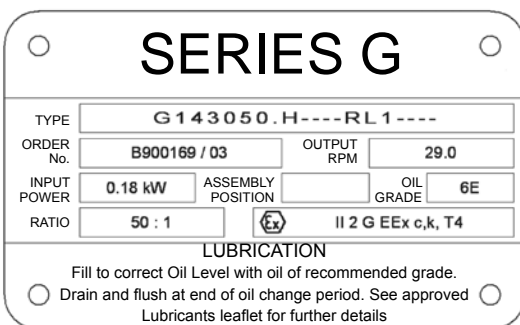 SERIES G
TYPE G143050.H----RL1----
ORDER No. B900169 / 03 OUTPUT RPM 29.0
INPUT POWER 0.18 kW ASSEMBLY POSITION OIL GRADE 6E
RATIO 50 : 1 Ex II 2 G EEx c,k, T4
LUBRICATION
Fill to correct Oil Level with oil of recommended grade.
Drain and flush at end of oil change period. See approved
Lubricants leaflet for further details